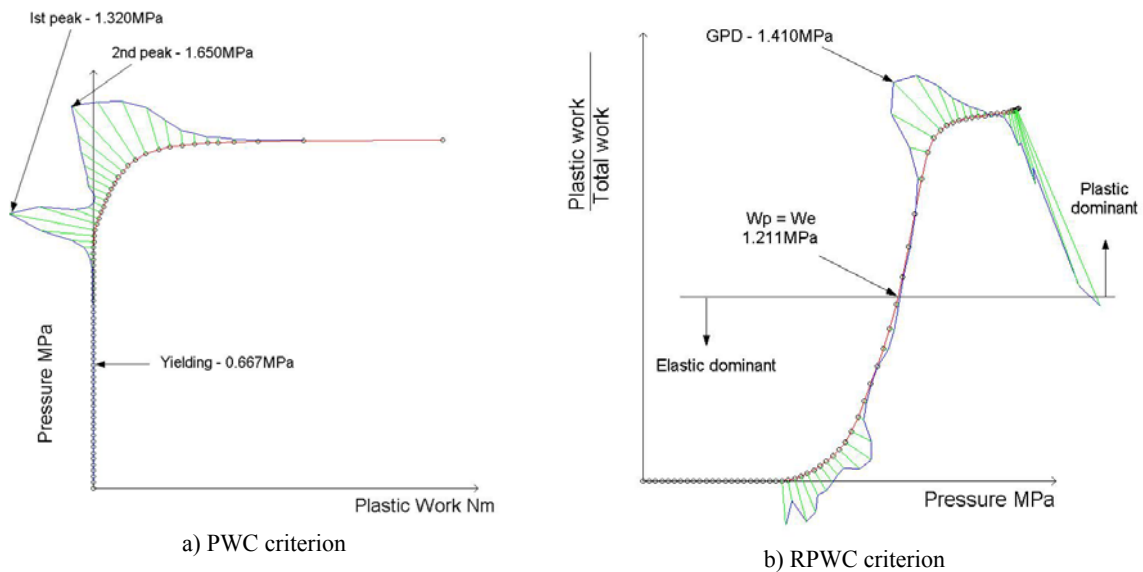 1st peak - 1.320MPa
2nd peak - 1.650MPa
Pressure MPa
Yielding - 0.667MPa
Plastic Work Nm
a) PWC criterion
GPD - 1.410MPa
Plastic work
Total work
Wp = We
1.211MPa
Plastic
dominant
Elastic dominant
Pressure MPa
b) RPWC criterion